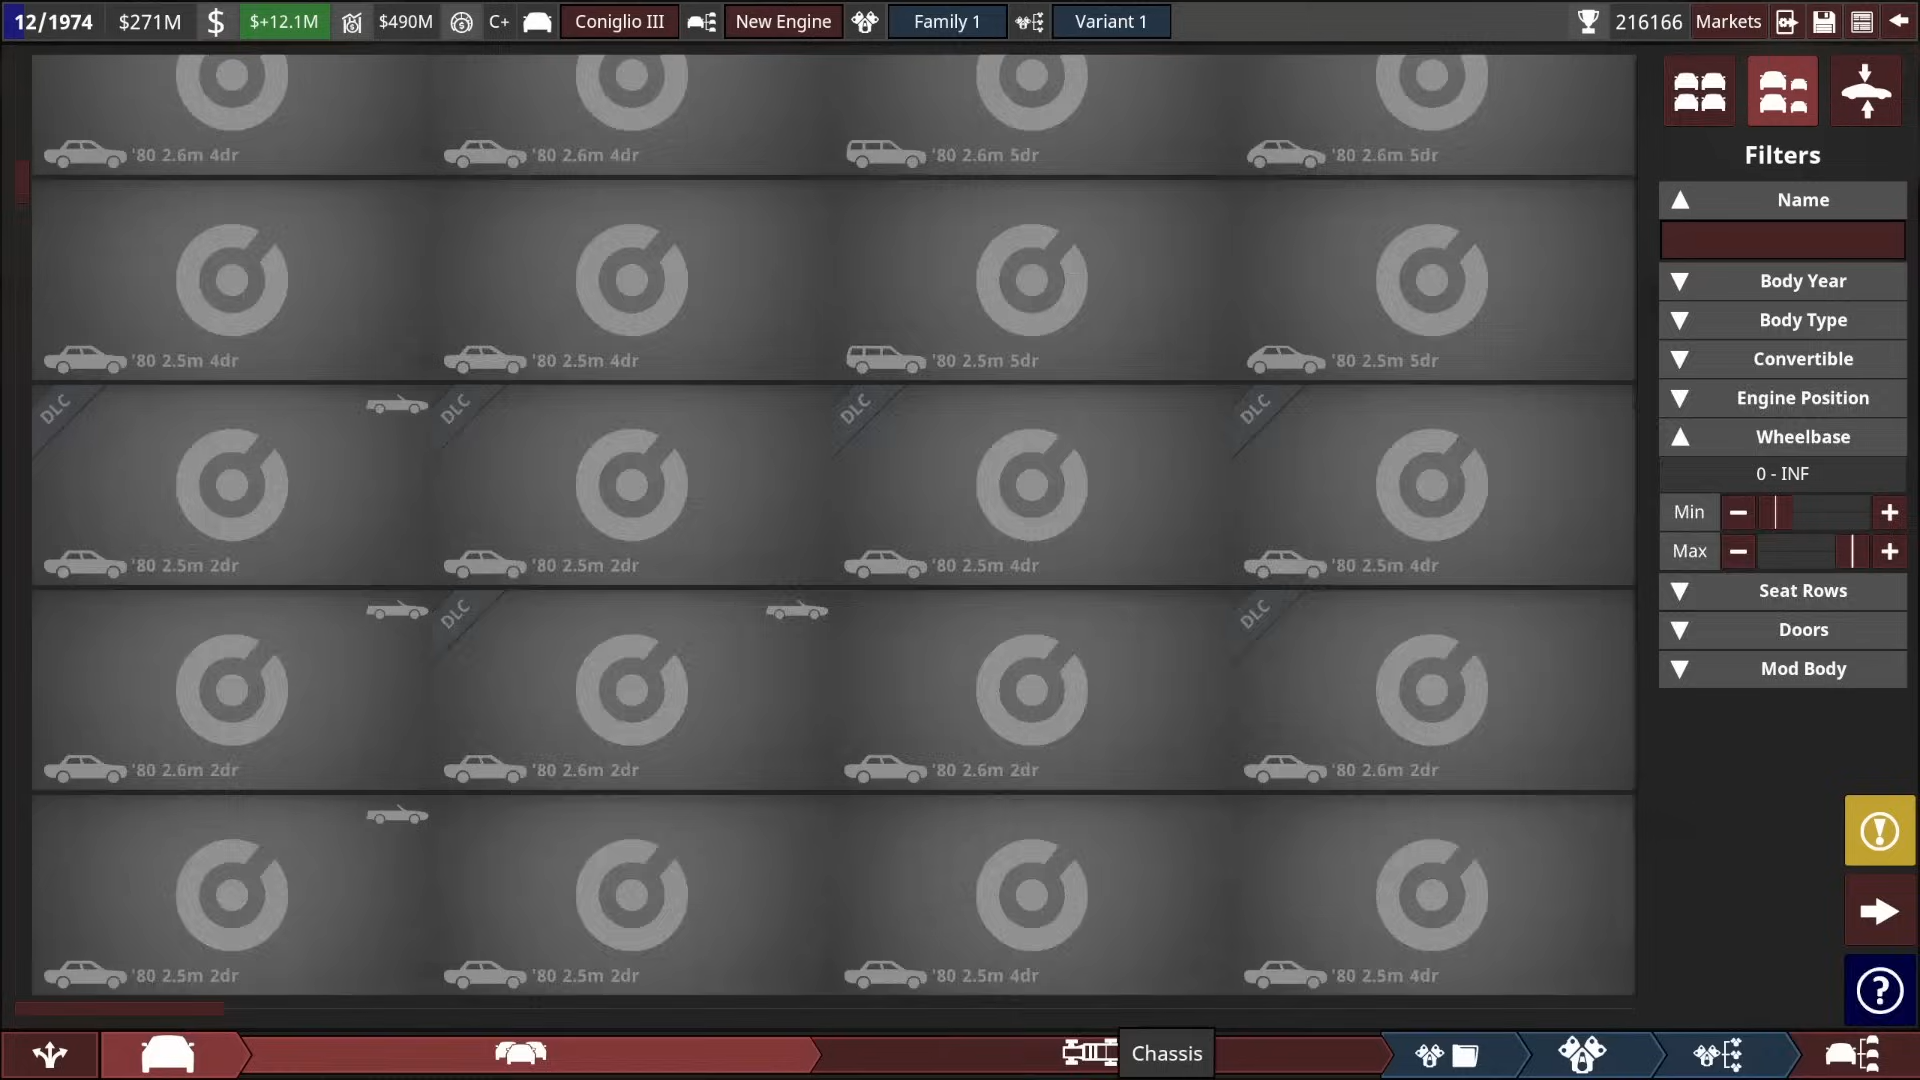 12/1974 $271M $+12.1M $490M C+ Coniglio III New Engine Family 1 Variant 1 216166 Markets
'80 2.6m 4dr '80 2.6m 4dr '80 2.6m 5dr '80 2.6m 5dr
'80 2.5m 4dr '80 2.5m 4dr '80 2.5m 5dr '80 2.5m 5dr
DLC DLC DLC DLC
'80 2.5m 2dr '80 2.5m 2dr '80 2.5m 4dr '80 2.5m 4dr
DLC DLC
'80 2.6m 2dr '80 2.6m 2dr '80 2.6m 2dr '80 2.6m 2dr
'80 2.5m 2dr '80 2.5m 2dr '80 2.5m 4dr '80 2.5m 4dr
Filters
Name
Body Year
Body Type
Convertible
Engine Position
Wheelbase
0 - INF
Min
Max
Seat Rows
Doors
Mod Body
Chassis